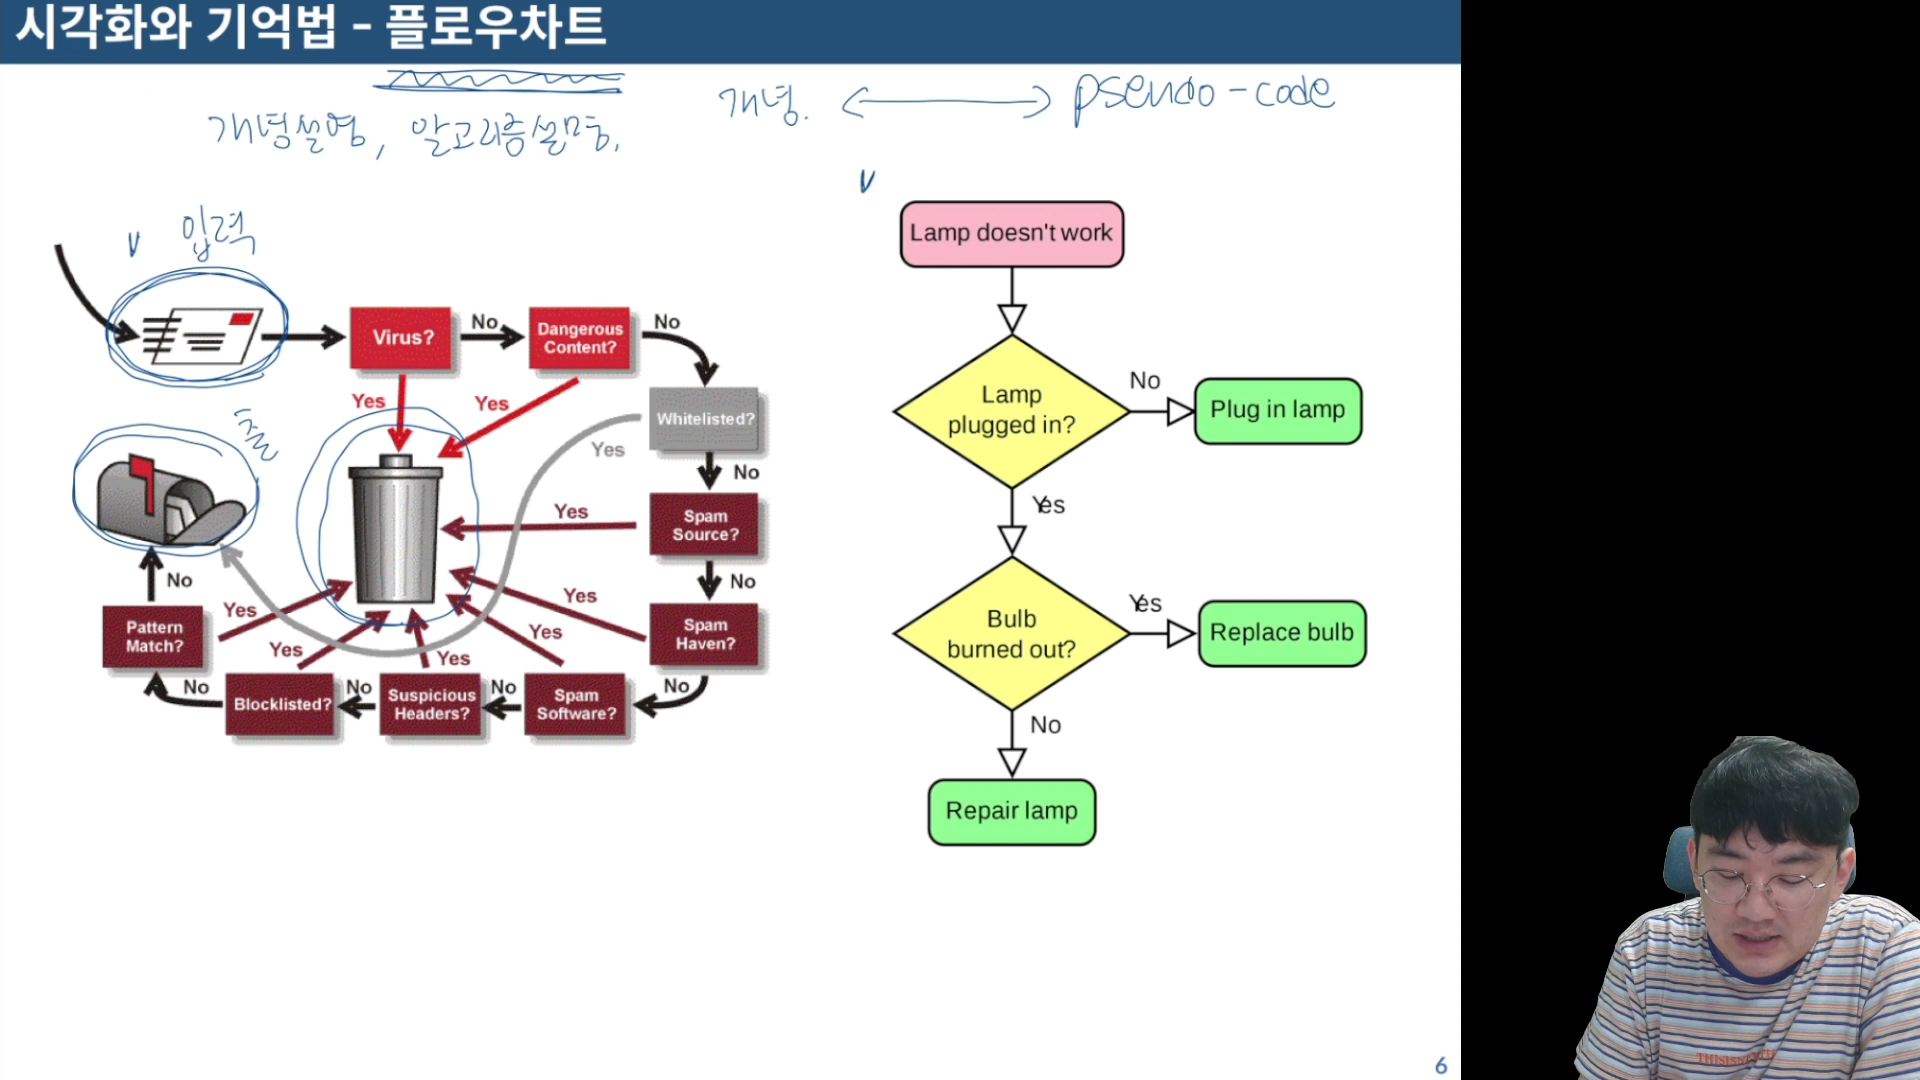 시각화와 기억법 - 플로우차트
개념설명, 알고리즘설명,
개념. pseudo-code
V 입력
Virus?
No
Dangerous
Content?
No
Yes
Yes
Whitelisted?
Yes
No
Spam
Source?
Yes
No
Spam
Haven?
Yes
No
Spam
Software?
Yes
No
Suspicious
Headers?
Yes
No
Blocklisted?
Yes
No
Pattern
Match?
Yes
No
V
Lamp doesn't work
Lamp
plugged in?
No
Plug in lamp
Yes
Bulb
burned out?
Yes
Replace bulb
No
Repair lamp
6